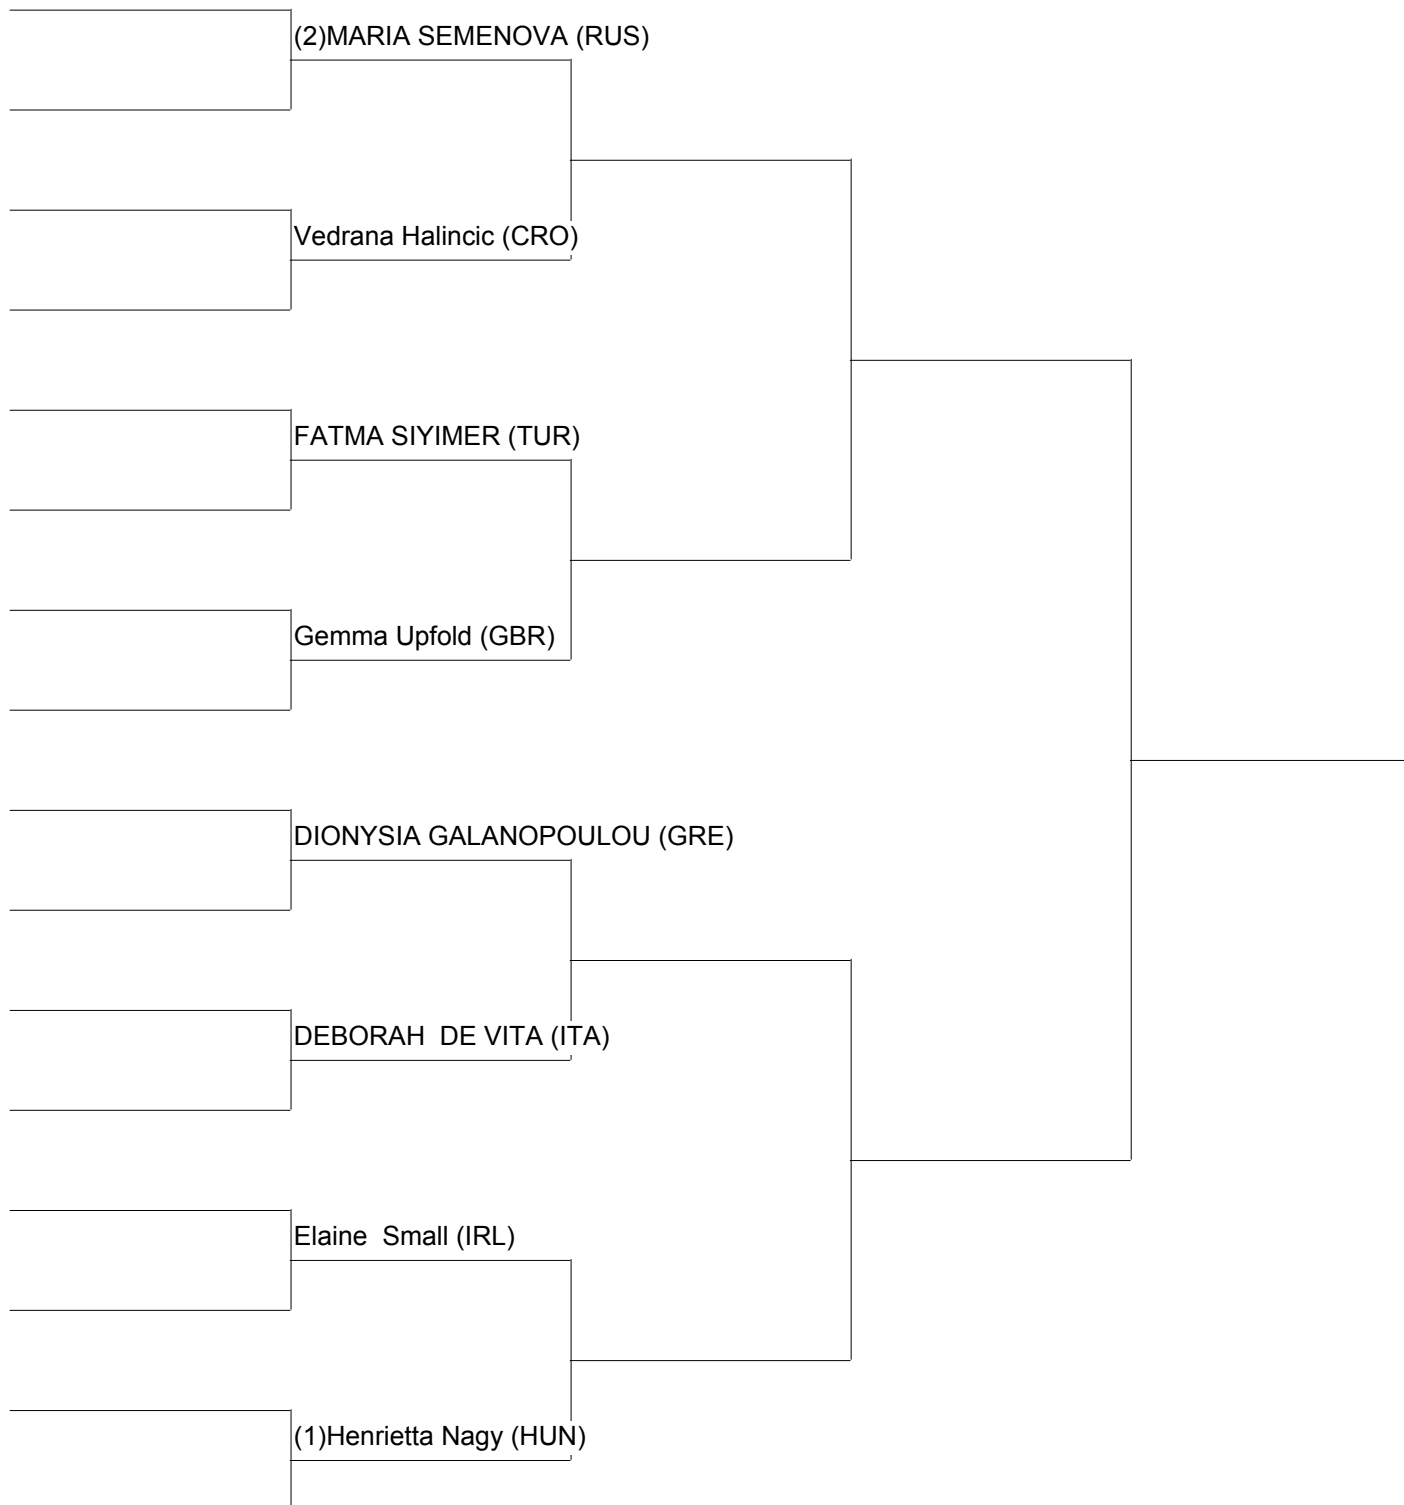 (2)MARIA SEMENOVA (RUS)
Vedrana Halincic (CRO)
FATMA SIYIMER (TUR)
Gemma Upfold (GBR)
DIONYSIA GALANOPOULOU (GRE)
DEBORAH  DE VITA (ITA)
Elaine  Small (IRL)
(1)Henrietta Nagy (HUN)